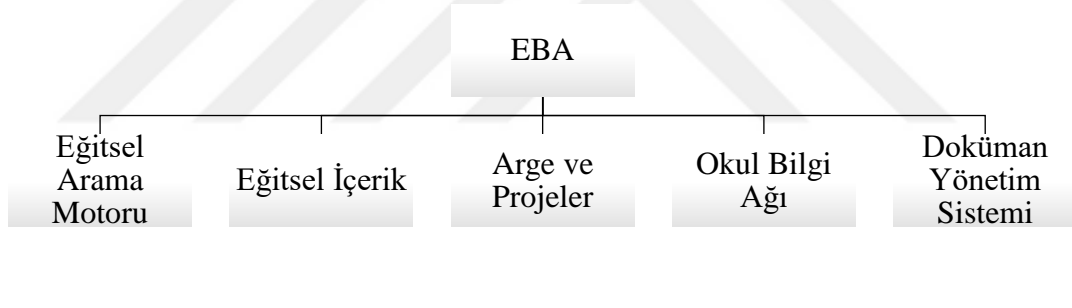 EBA
Eğitsel
Arama
Motoru
Eğitsel İçerik
Arge ve
Projeler
Okul Bilgi
Ağı
Doküman
Yönetim
Sistemi